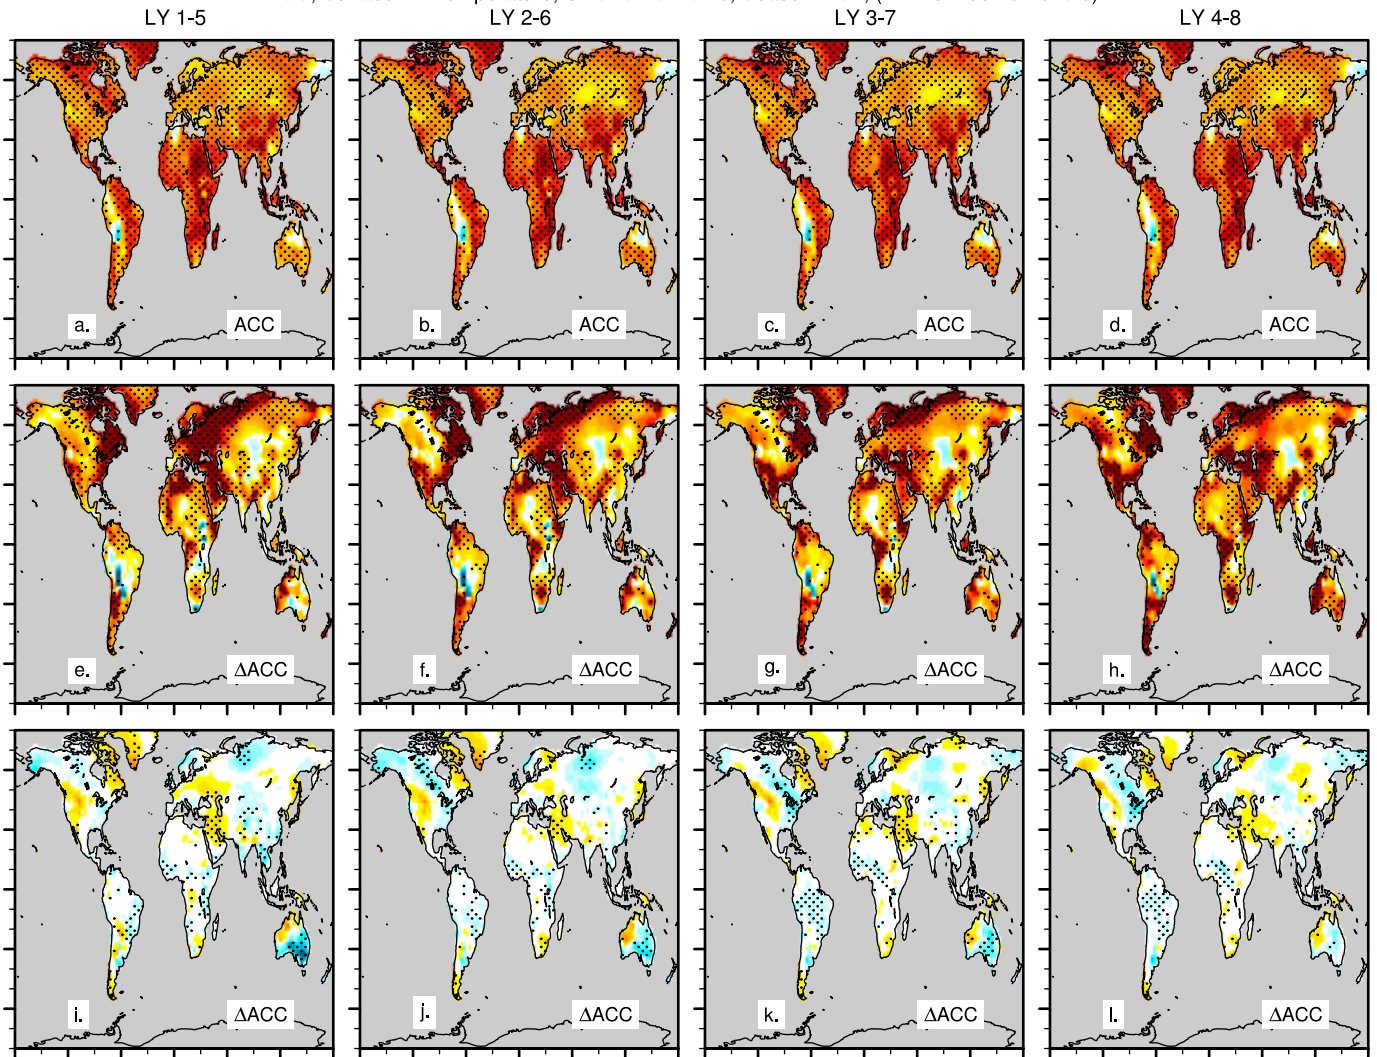 LY 1-5 LY 2-6 LY 3-7 LY 4-8
a. ACC b. ACC c. ACC d. ACC
e. ΔACC f. ΔACC g. ΔACC h. ΔACC
i. ΔACC j. ΔACC k. ΔACC l. ΔACC